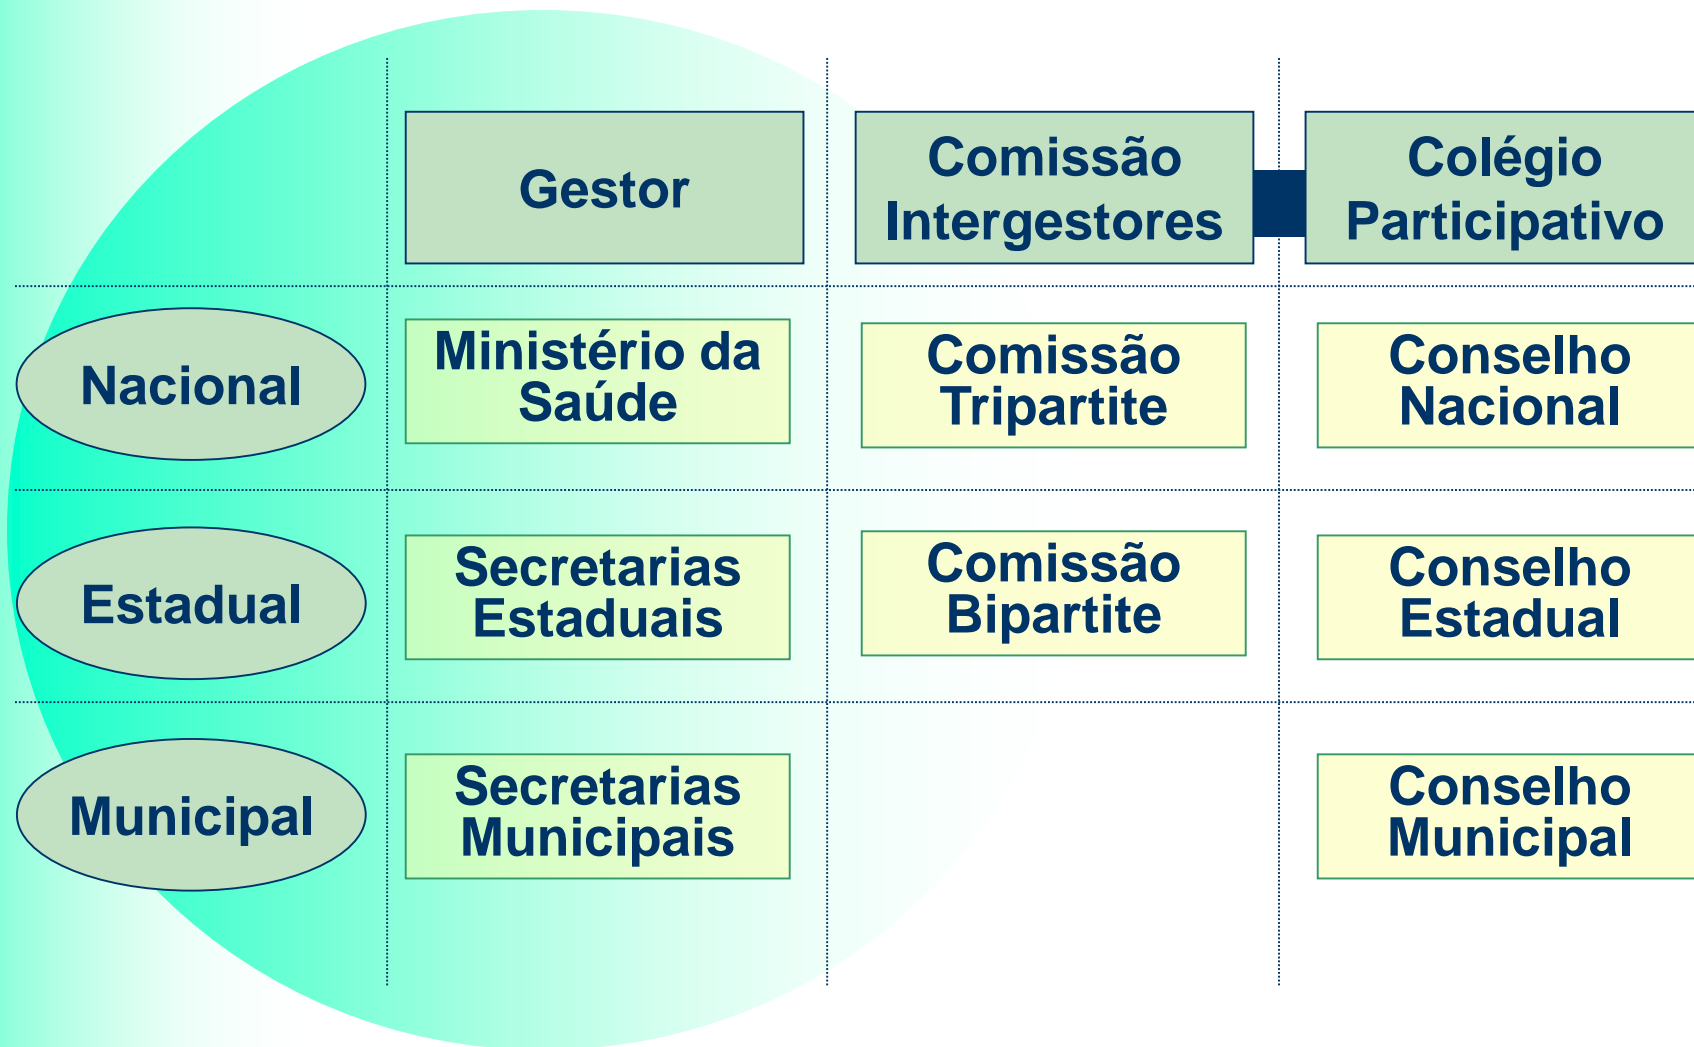 Gestor
Comissão
Intergestores
Colégio
Participativo
Nacional
Ministério da
Saúde
Comissão
Tripartite
Conselho
Nacional
Estadual
Secretarias
Estaduais
Comissão
Bipartite
Conselho
Estadual
Municipal
Secretarias
Municipais
Conselho
Municipal